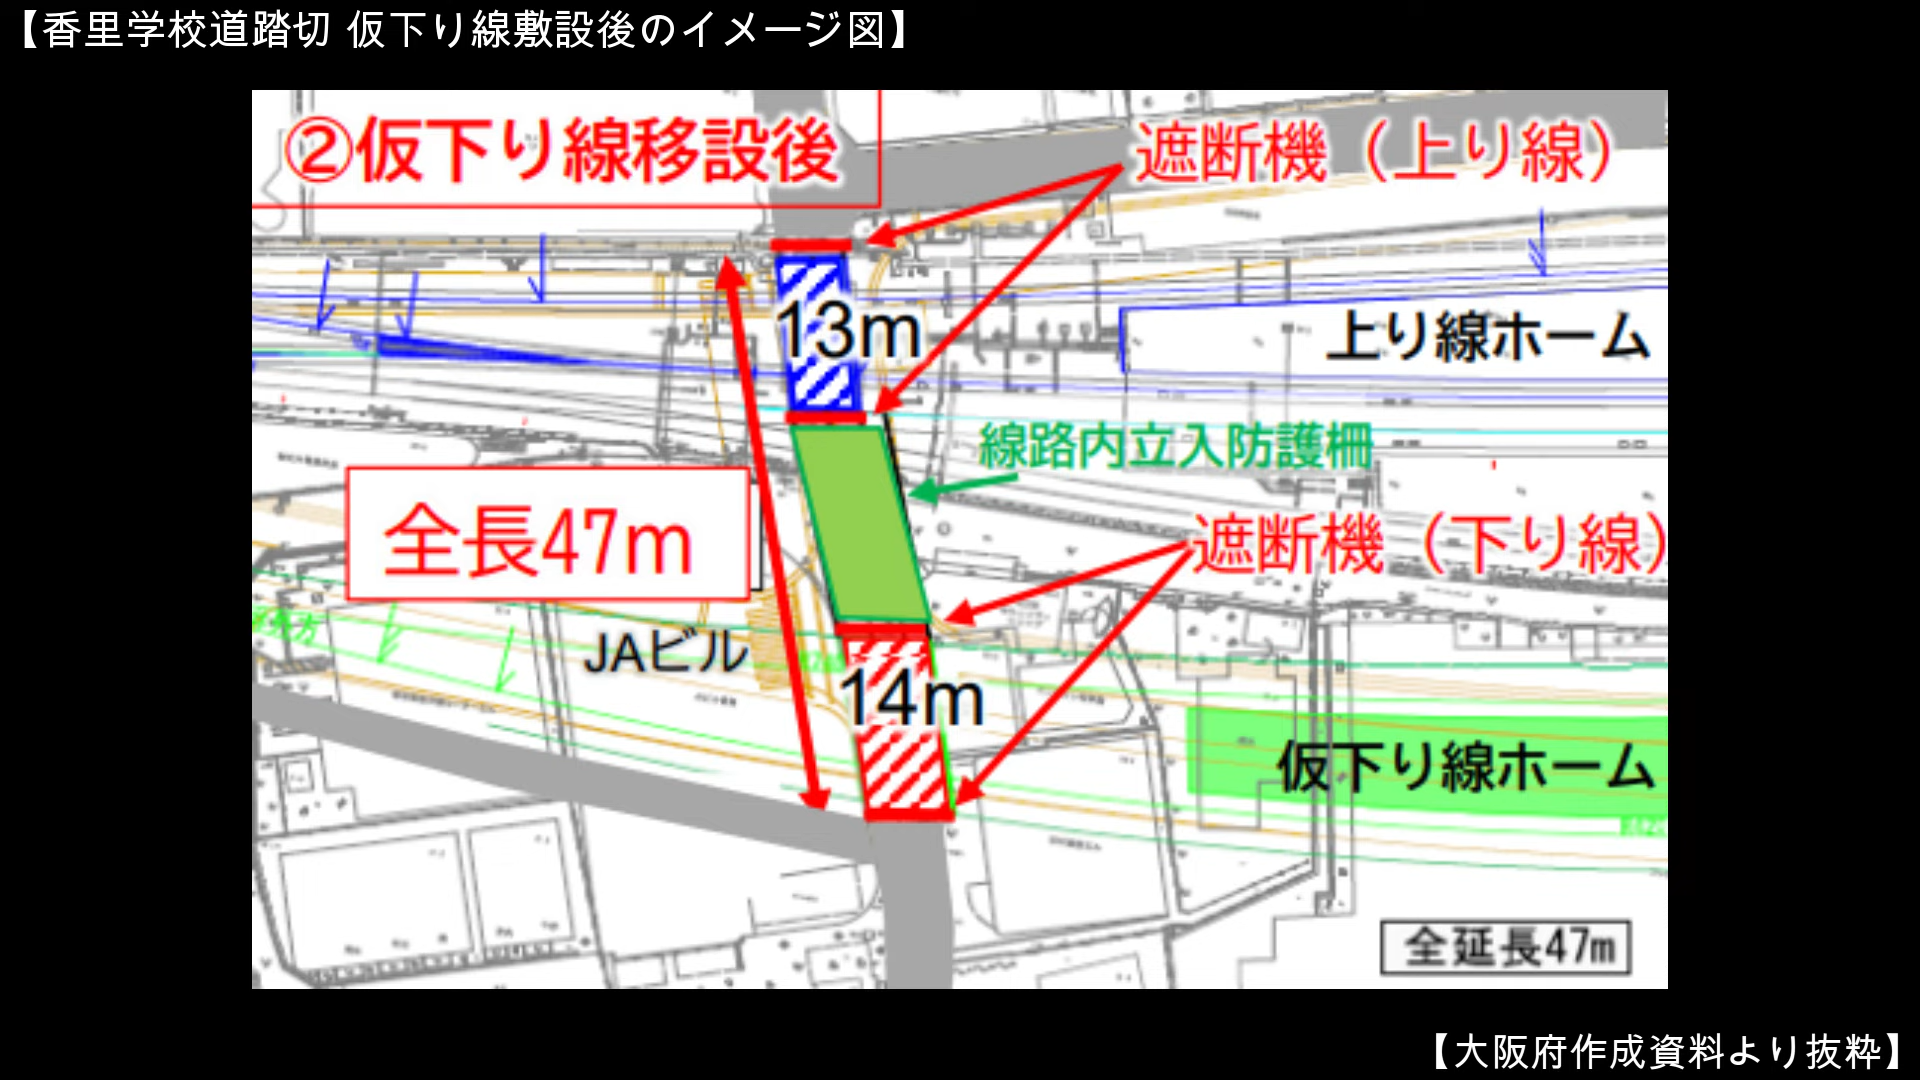 【香里学校道踏切 仮下り線敷設後のイメージ図】
②仮下り線移設後
遮断機（上り線）
13m
上り線ホーム
線路内立入防護柵
全長47m
遮断機（下り線）
JAビル
14m
仮下り線ホーム
全延長47m
【大阪府作成資料より抜粋】